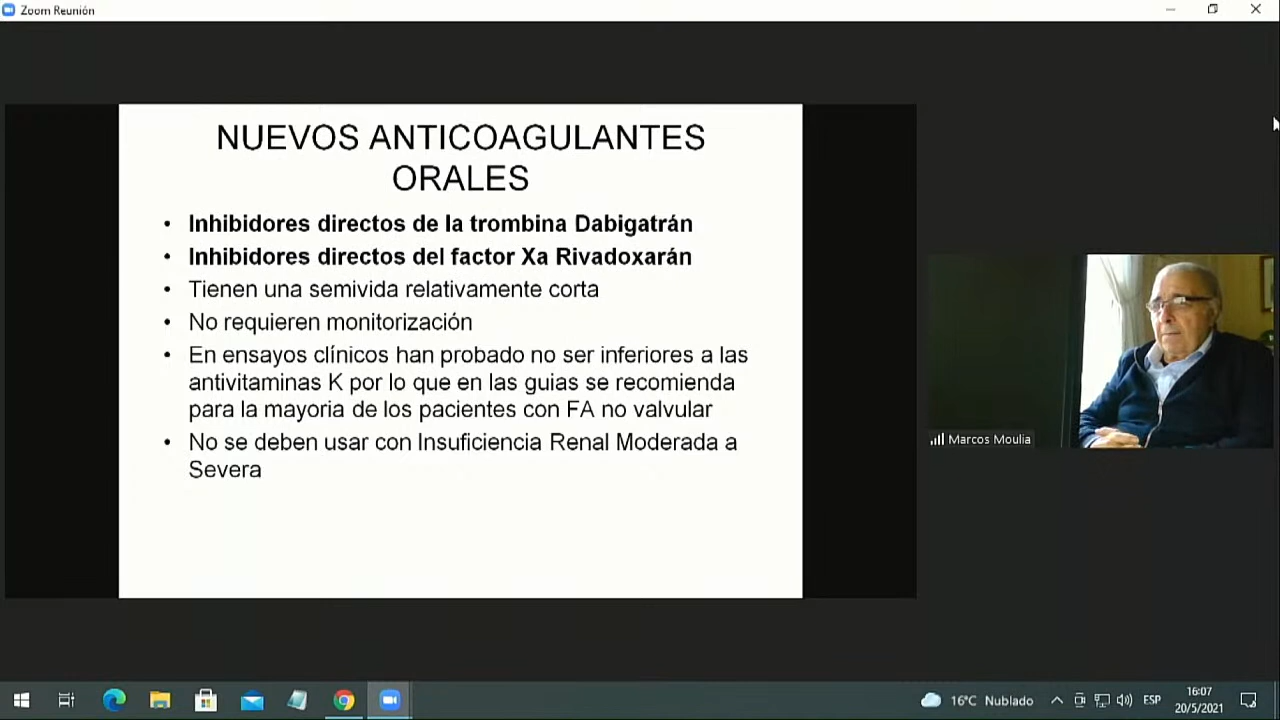 Zoom Reunión
NUEVOS ANTICOAGULANTES
ORALES
• Inhibidores directos de la trombina Dabigatrán
• Inhibidores directos del factor Xa Rivadoxarán
• Tienen una semivida relativamente corta
• No requieren monitorización
• En ensayos clínicos han probado no ser inferiores a las
antivitaminas K por lo que en las guias se recomienda
para la mayoria de los pacientes con FA no valvular
• No se deben usar con Insuficiencia Renal Moderada a
Severa
Marcos Moulia
16°C Nublado
ESP
16:07
20/5/2021